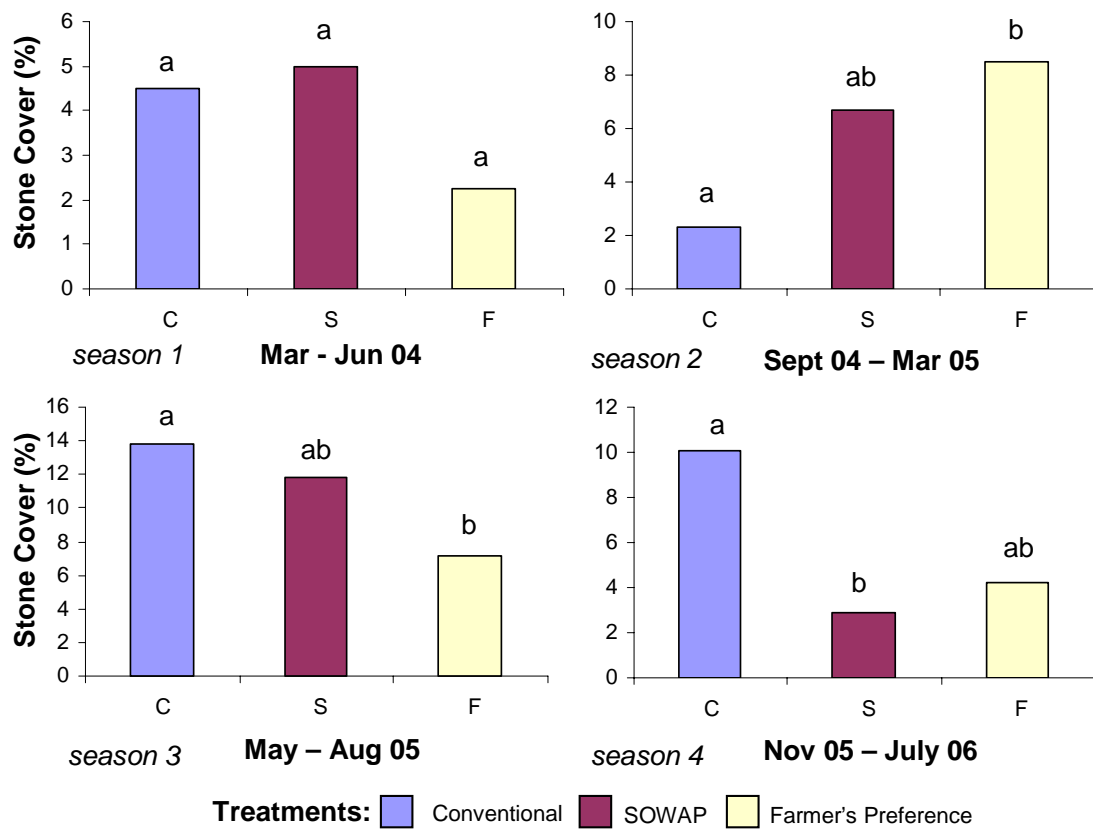 Stone Cover (%)
6
5
4
3
2
1
0
a
a
a
C S F
season 1 Mar - Jun 04
10
8
6
4
2
0
a
ab
b
C S F
season 2 Sept 04 – Mar 05
Stone Cover (%)
16
14
12
10
8
6
4
2
0
a
ab
b
C S F
season 3 May – Aug 05
12
10
8
6
4
2
0
a
b
ab
C S F
season 4 Nov 05 – July 06
Treatments: Conventional SOWAP Farmer's Preference